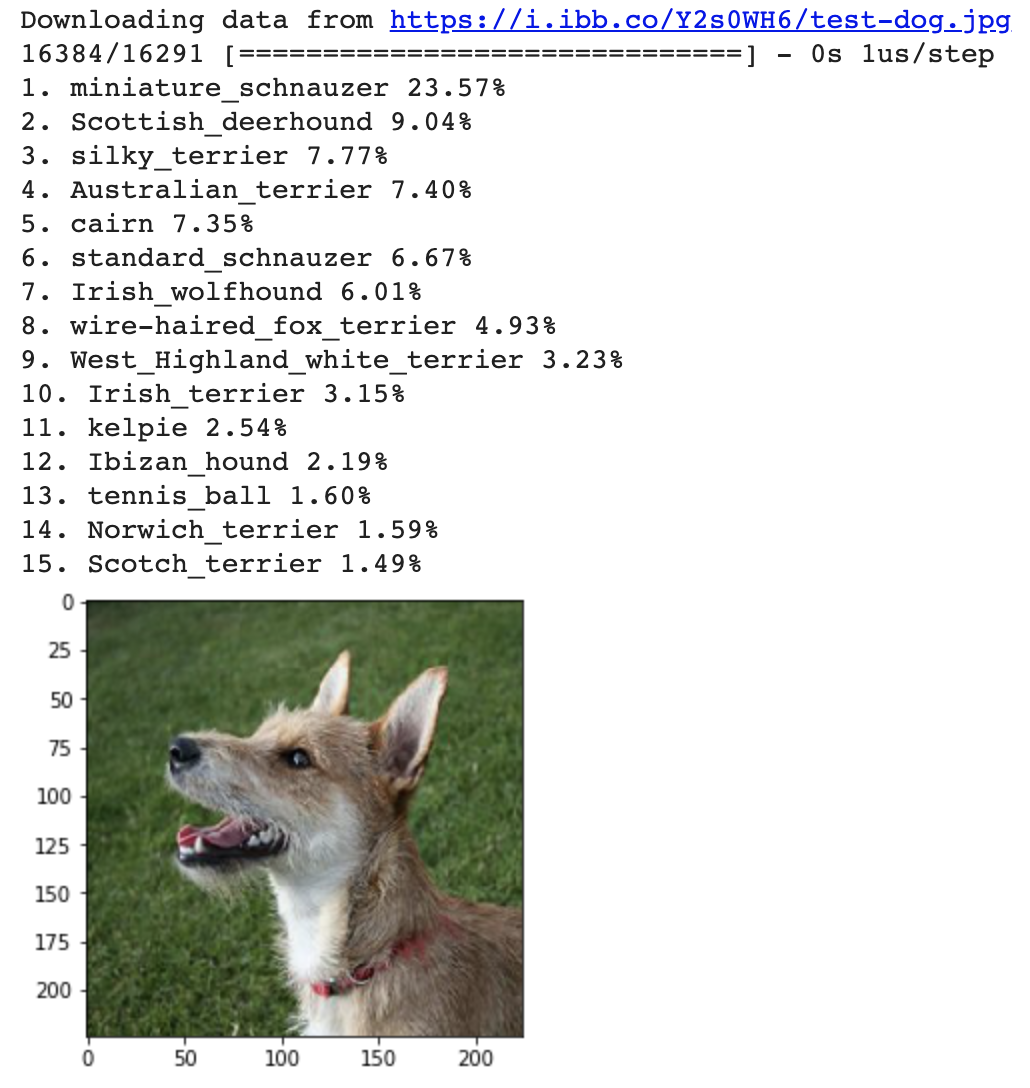 Downloading data from https://i.ibb.co/Y2s0WH6/test-dog.jpg
16384/16291 [==============================] - 0s 1us/step
1. miniature_schnauzer 23.57%
2. Scottish_deerhound 9.04%
3. silky_terrier 7.77%
4. Australian_terrier 7.40%
5. cairn 7.35%
6. standard_schnauzer 6.67%
7. Irish_wolfhound 6.01%
8. wire-haired_fox_terrier 4.93%
9. West_Highland_white_terrier 3.23%
10. Irish_terrier 3.15%
11. kelpie 2.54%
12. Ibizan_hound 2.19%
13. tennis_ball 1.60%
14. Norwich_terrier 1.59%
15. Scotch_terrier 1.49%
0
25
50
75
100
125
150
175
200
0 50 100 150 200